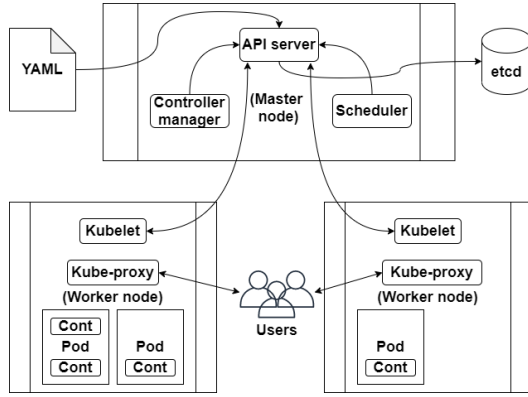 YAML
API server
etcd
Controller
manager
(Master
node)
Scheduler
Kubelet
Kube-proxy
(Worker node)
Cont
Pod
Cont
Pod
Cont
Users
Kubelet
Kube-proxy
(Worker node)
Pod
Cont